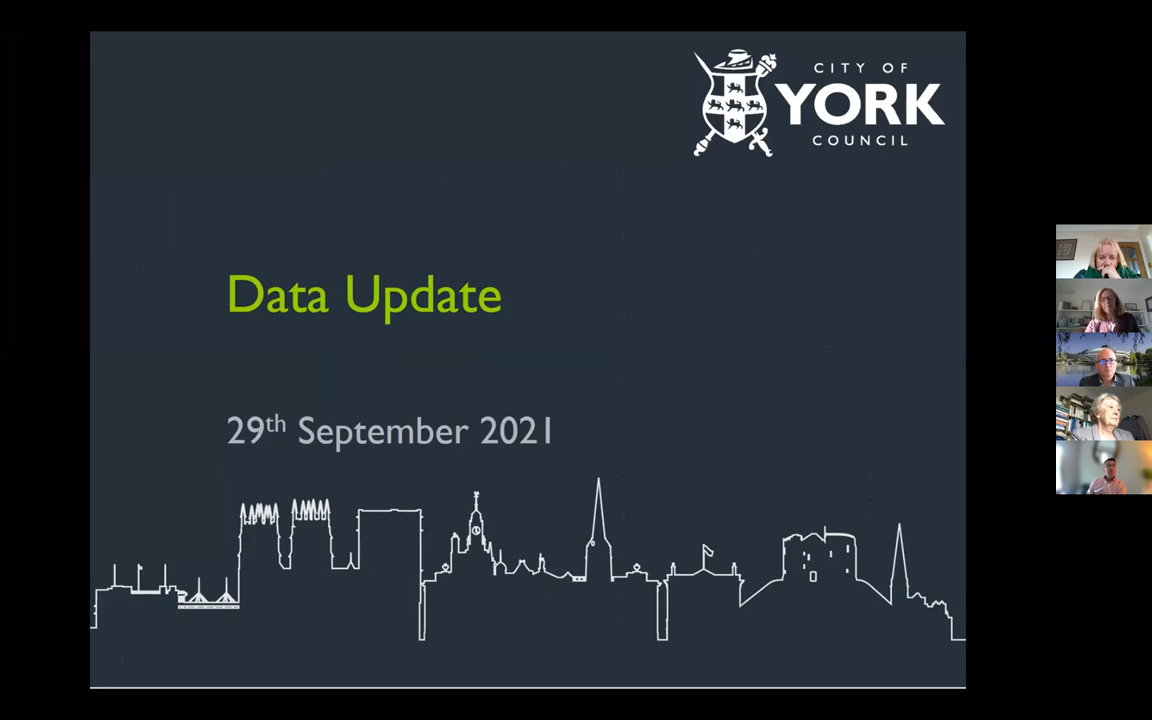 CITY OF
YORK
COUNCIL
Data Update
29th September 2021